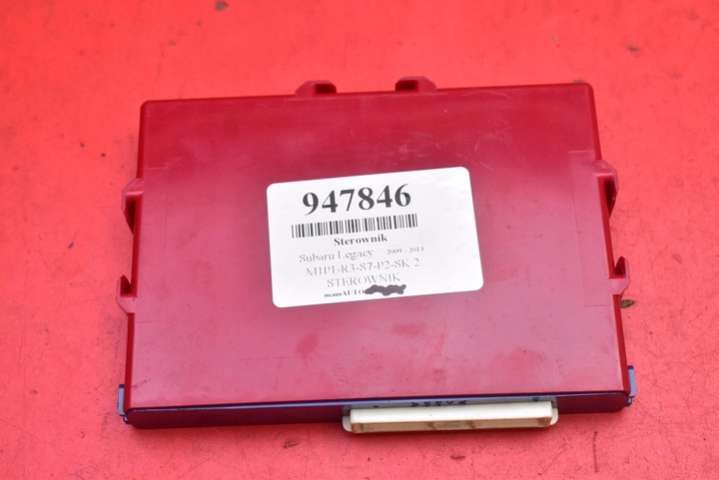 947846
Sterownik
Subaru Legacy 2009 - 2014
M1P1-R3-S7-P2-SK 2
STEROWNIK